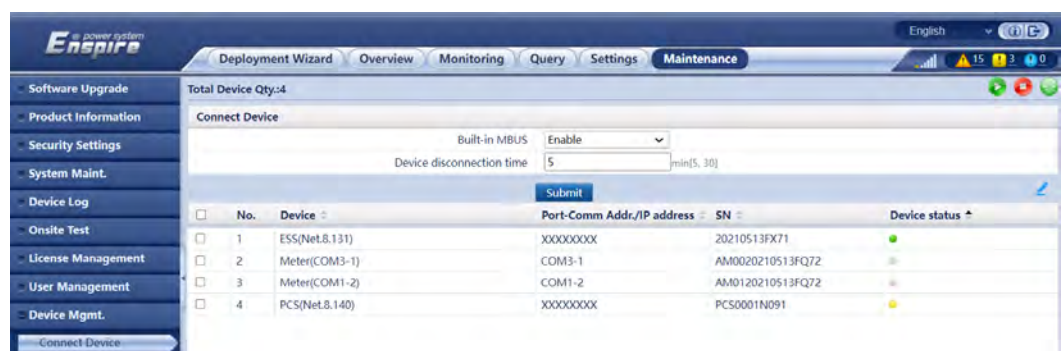 e power system
Enspire
English
Deployment Wizard Overview Monitoring Query Settings Maintenance
15 3 0
Software Upgrade
Product Information
Security Settings
System Maint.
Device Log
Onsite Test
License Management
User Management
Device Mgmt.
Connect Device
Total Device Qty.:4
Connect Device
Built-in MBUS Enable
Device disconnection time 5 min[5, 30]
Submit
No. Device Port-Comm Addr./IP address SN Device status
1 ESS(Net.8.131) XXXXXXXX 20210513FX71
2 Meter(COM3-1) COM3-1 AM0020210513FQ72
3 Meter(COM1-2) COM1-2 AM0120210513FQ72
4 PCS(Net.8.140) XXXXXXXX PCS0001N091